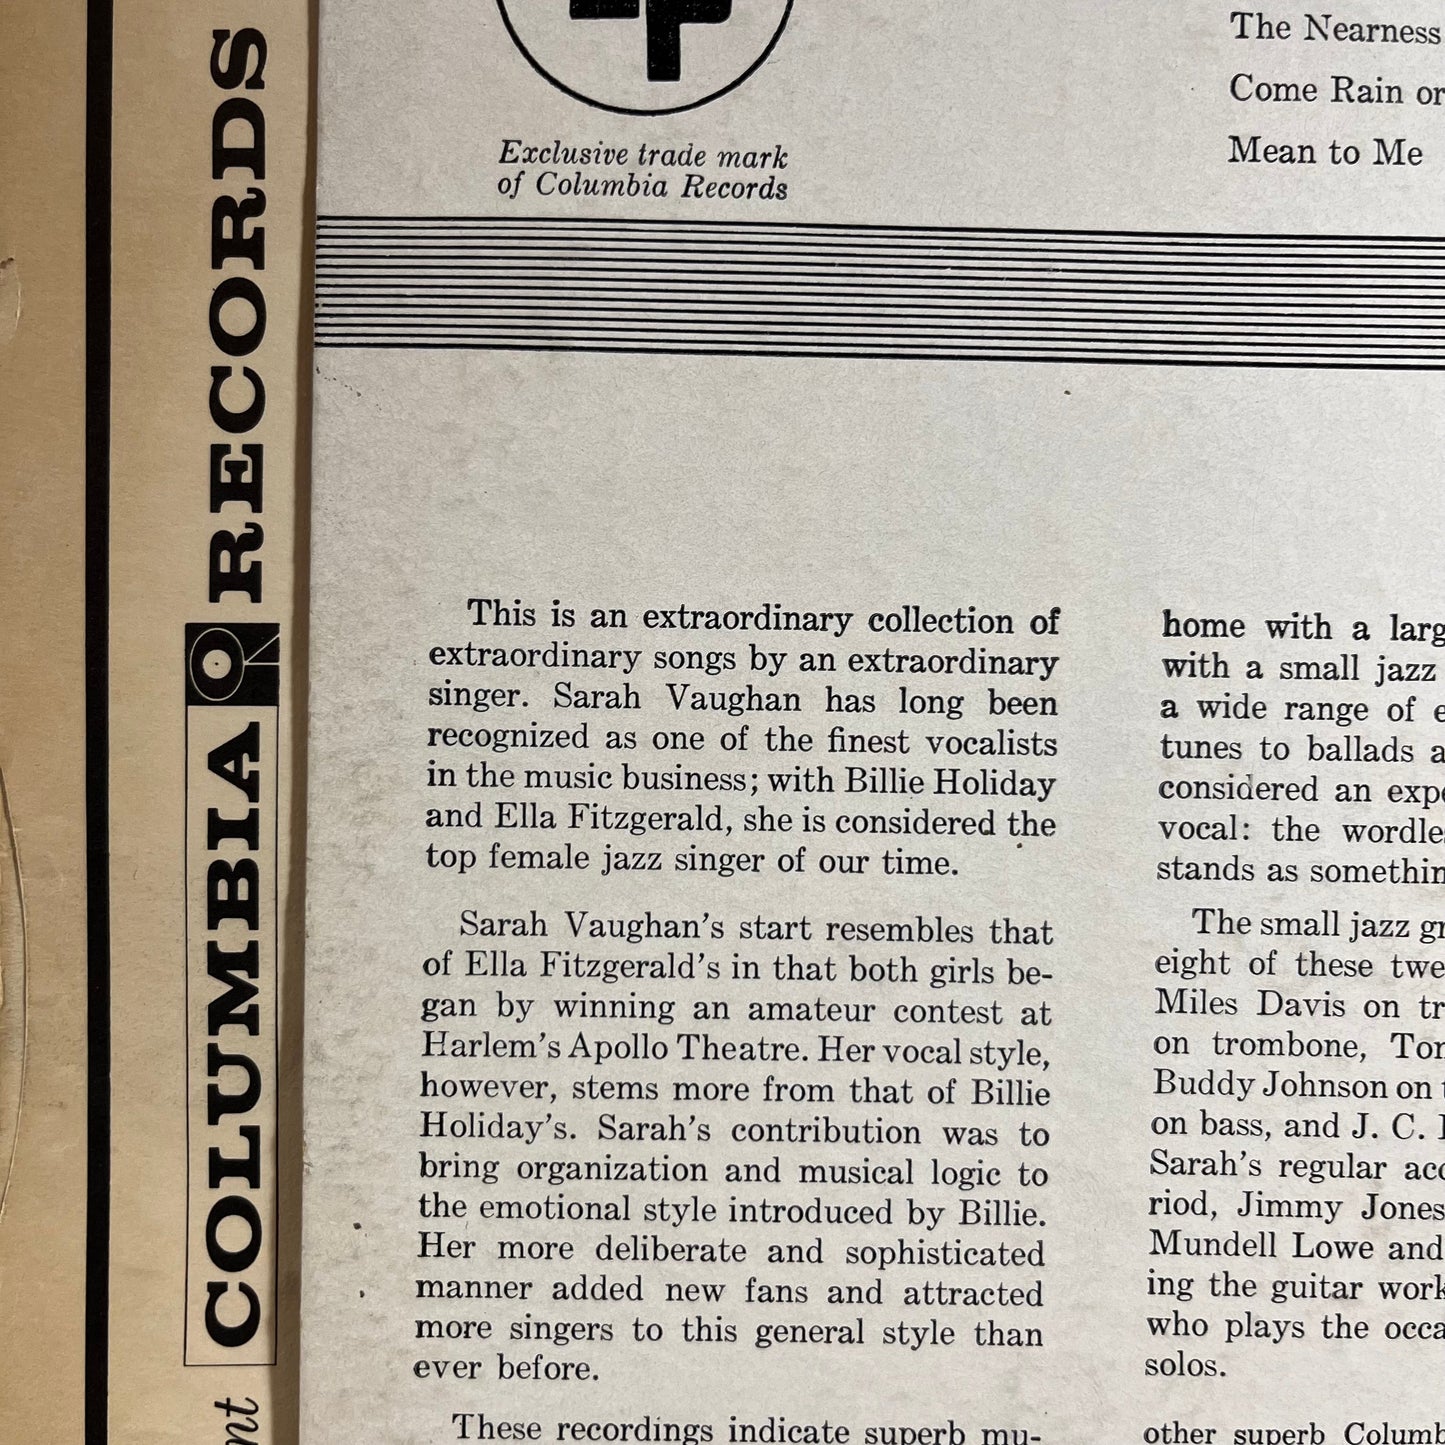 COLUMBIA RECORDS
Exclusive trade mark
of Columbia Records
The Nearness
Come Rain or
Mean to Me
This is an extraordinary collection of
extraordinary songs by an extraordinary
singer. Sarah Vaughan has long been
recognized as one of the finest vocalists
in the music business; with Billie Holiday
and Ella Fitzgerald, she is considered the
top female jazz singer of our time.
Sarah Vaughan's start resembles that
of Ella Fitzgerald's in that both girls be-
gan by winning an amateur contest at
Harlem's Apollo Theatre. Her vocal style,
however, stems more from that of Billie
Holiday's. Sarah's contribution was to
bring organization and musical logic to
the emotional style introduced by Billie.
Her more deliberate and sophisticated
manner added new fans and attracted
more singers to this general style than
ever before.
These recordings indicate superb mu-
home with a larg
with a small jazz
a wide range of e
tunes to ballads a
considered an expe
vocal: the wordles
stands as somethin
The small jazz gr
eight of these twe
Miles Davis on tr
on trombone, Ton
Buddy Johnson on t
on bass, and J. C.
Sarah's regular acc
riod, Jimmy Jones
Mundell Lowe and
ing the guitar work
who plays the occa
solos.
other superb Columb